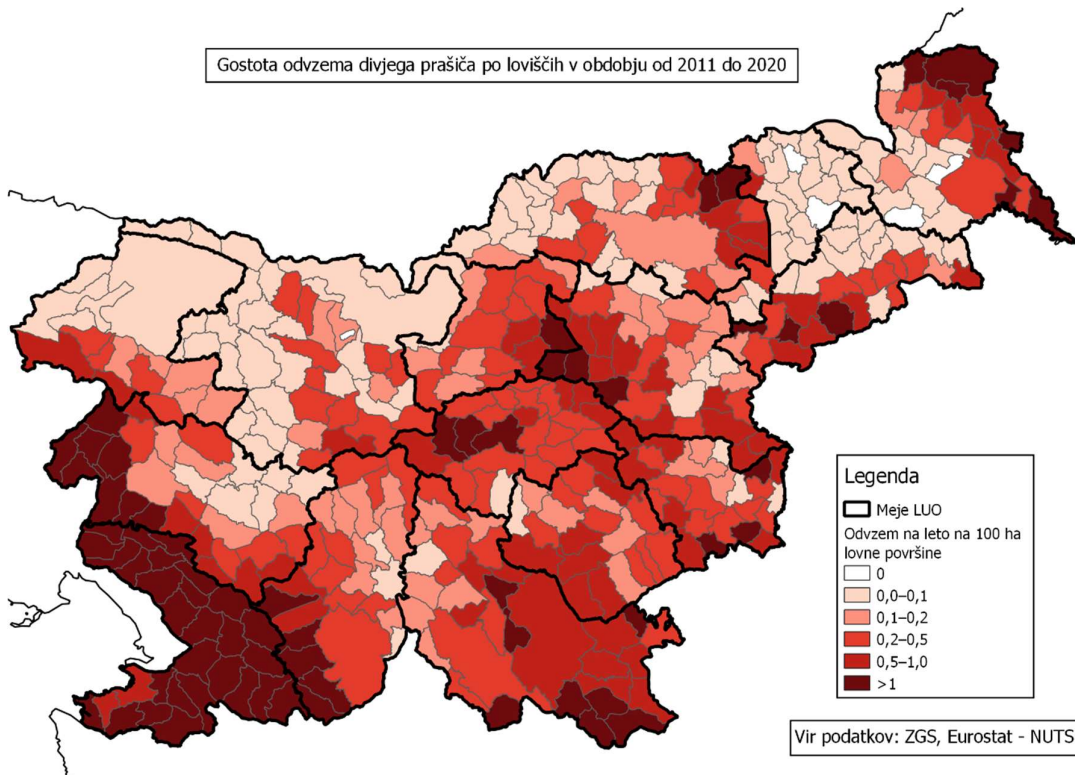 Gostota odvzema divjega prašiča po loviščih v obdobju od 2011 do 2020
Legenda
Meje LUO
Odvzem na leto na 100 ha
lovne površine
0
0,0–0,1
0,1–0,2
0,2–0,5
0,5–1,0
>1
Vir podatkov: ZGS, Eurostat - NUTS